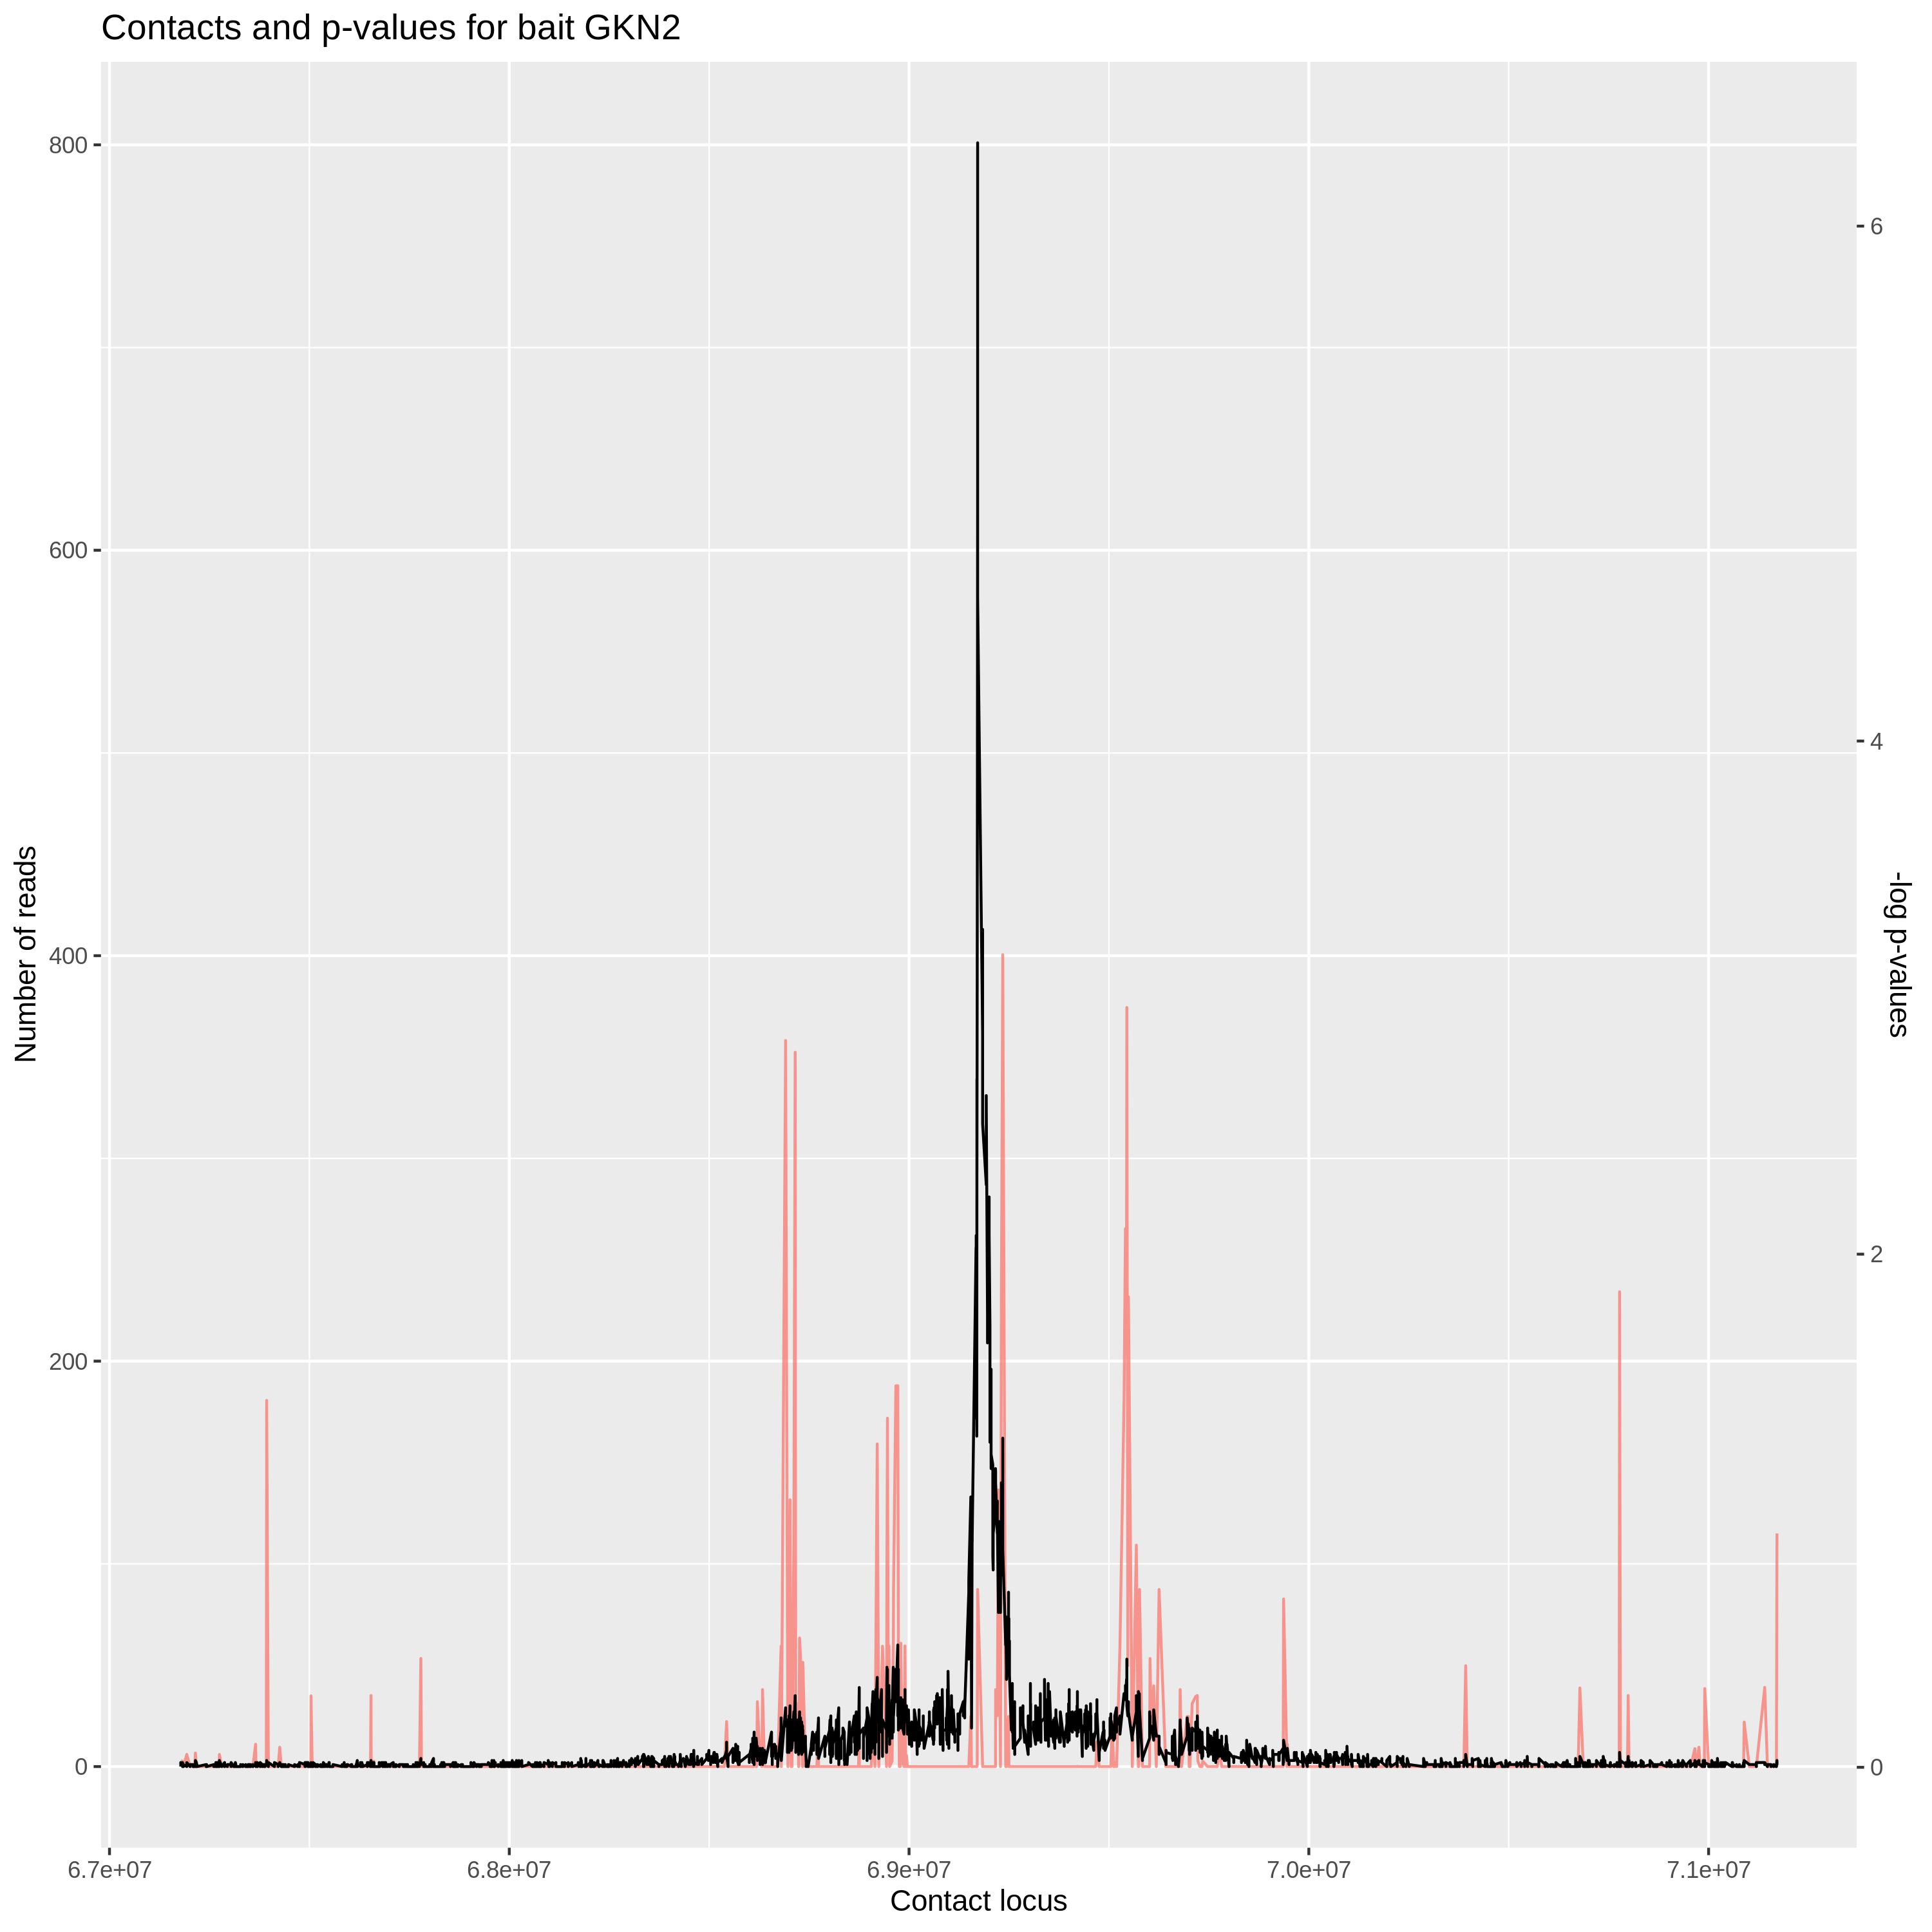 Contacts and p-values for bait GKN2
800
600
400
200
0
Number of reads
6
4
2
0
-log p-values
6.7e+07 6.8e+07 6.9e+07 7.0e+07 7.1e+07
Contact locus